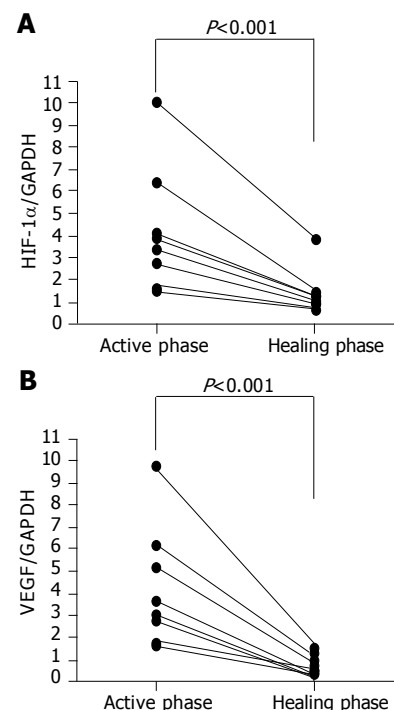 A
P<0.001
HIF-1α/GAPDH
11
10
9
8
7
6
5
4
3
2
1
0
Active phase
Healing phase
B
P<0.001
VEGF/GAPDH
11
10
9
8
7
6
5
4
3
2
1
0
Active phase
Healing phase